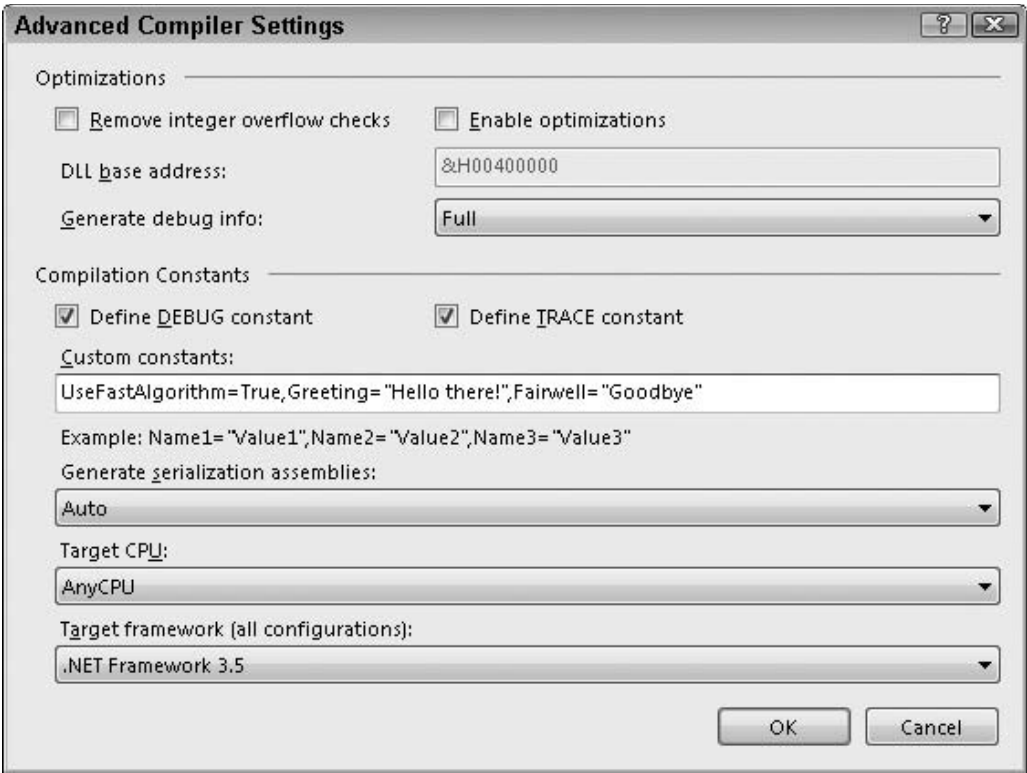 Advanced Compiler Settings
Optimizations
Remove integer overflow checks Enable optimizations
DLL base address: &H00400000
Generate debug info: Full
Compilation Constants
Define DEBUG constant Define TRACE constant
Custom constants:
UseFastAlgorithm=True,Greeting="Hello there!",Fairwell="Goodbye"
Example: Name1="Value1",Name2="Value2",Name3="Value3"
Generate serialization assemblies:
Auto
Target CPU:
AnyCPU
Target framework (all configurations):
.NET Framework 3.5
OK Cancel